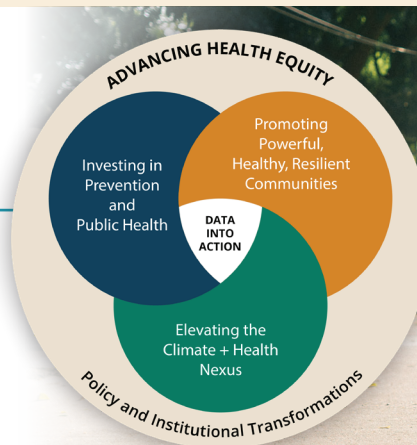 ADVANCING HEALTH EQUITY
Investing in
Prevention
and
Public Health
Promoting
Powerful,
Healthy, Resilient
Communities
DATA
INTO
ACTION
Elevating the
Climate + Health
Nexus
Policy and Institutional Transformations